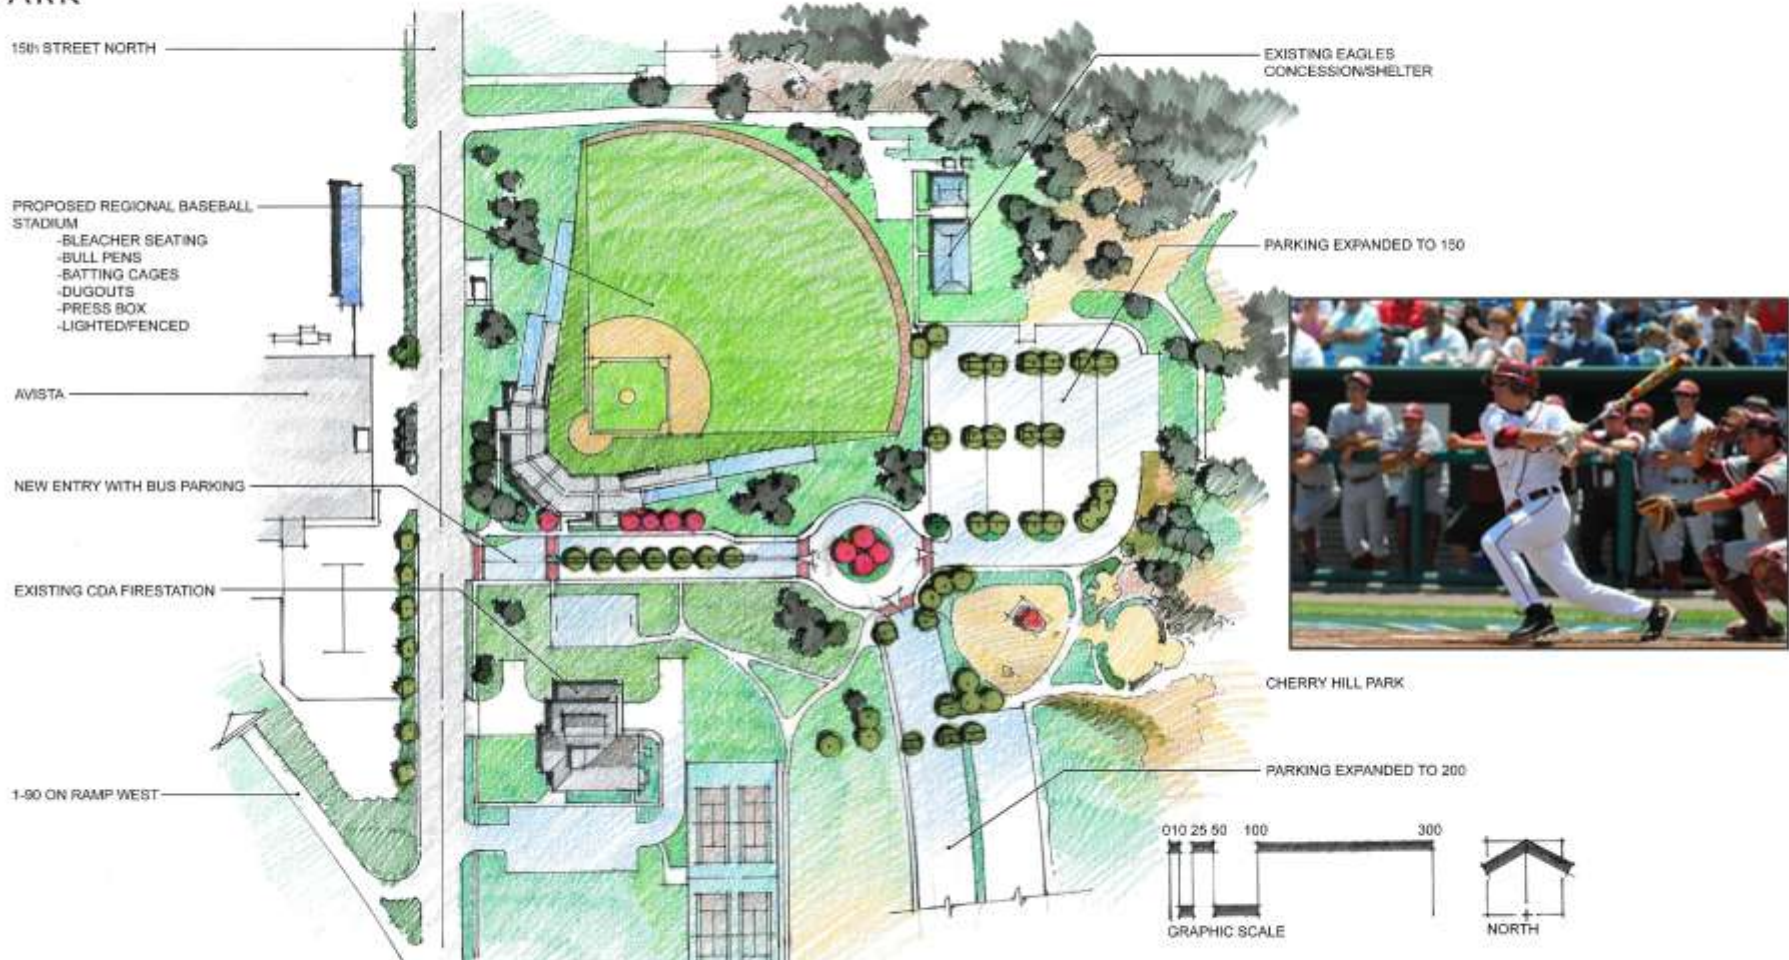 15th STREET NORTH
EXISTING EAGLES
CONCESSION/SHELTER
PROPOSED REGIONAL BASEBALL
STADIUM
-BLEACHER SEATING
-BULL PENS
-BATTING CAGES
-DUGOUTS
-PRESS BOX
-LIGHTED/FENCED
PARKING EXPANDED TO 150
AVISTA
NEW ENTRY WITH BUS PARKING
EXISTING CDA FIRESTATION
CHERRY HILL PARK
PARKING EXPANDED TO 200
1-90 ON RAMP WEST
010 25 50 100 300
GRAPHIC SCALE
NORTH